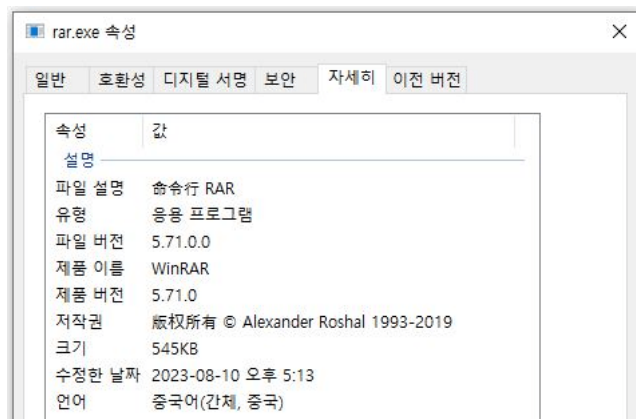 rar.exe 속성
일반 호환성 디지털 서명 보안 자세히 이전 버전
속성 값
설명
파일 설명 命令行 RAR
유형 응용 프로그램
파일 버전 5.71.0.0
제품 이름 WinRAR
제품 버전 5.71.0
저작권 版权所有 © Alexander Roshal 1993-2019
크기 545KB
수정한 날짜 2023-08-10 오후 5:13
언어 중국어(간체, 중국)